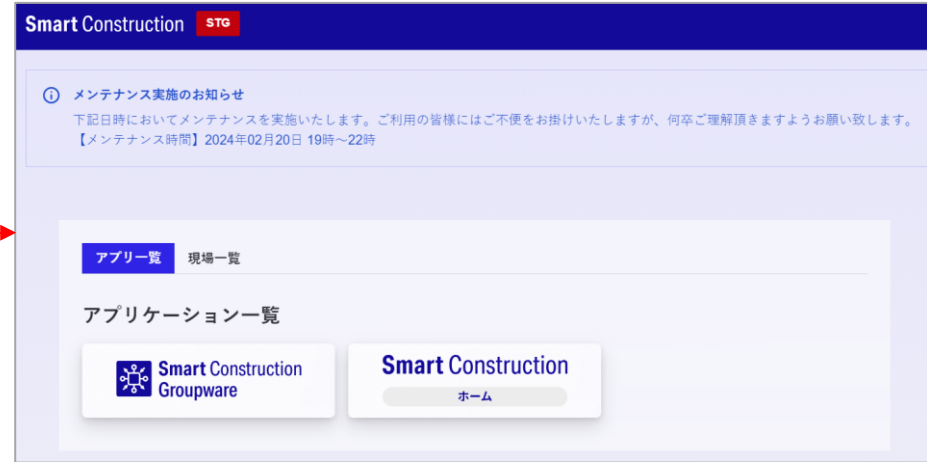 Smart Construction STG
メンテナンス実施のお知らせ
下記日時においてメンテナンスを実施いたします。ご利用の皆様にはご不便をお掛けいたしますが、何卒ご理解頂きますようお願い致します。
【メンテナンス時間】2024年02月20日 19時～22時
アプリ一覧 現場一覧
アプリケーション一覧
Smart Construction
Groupware
Smart Construction
ホーム